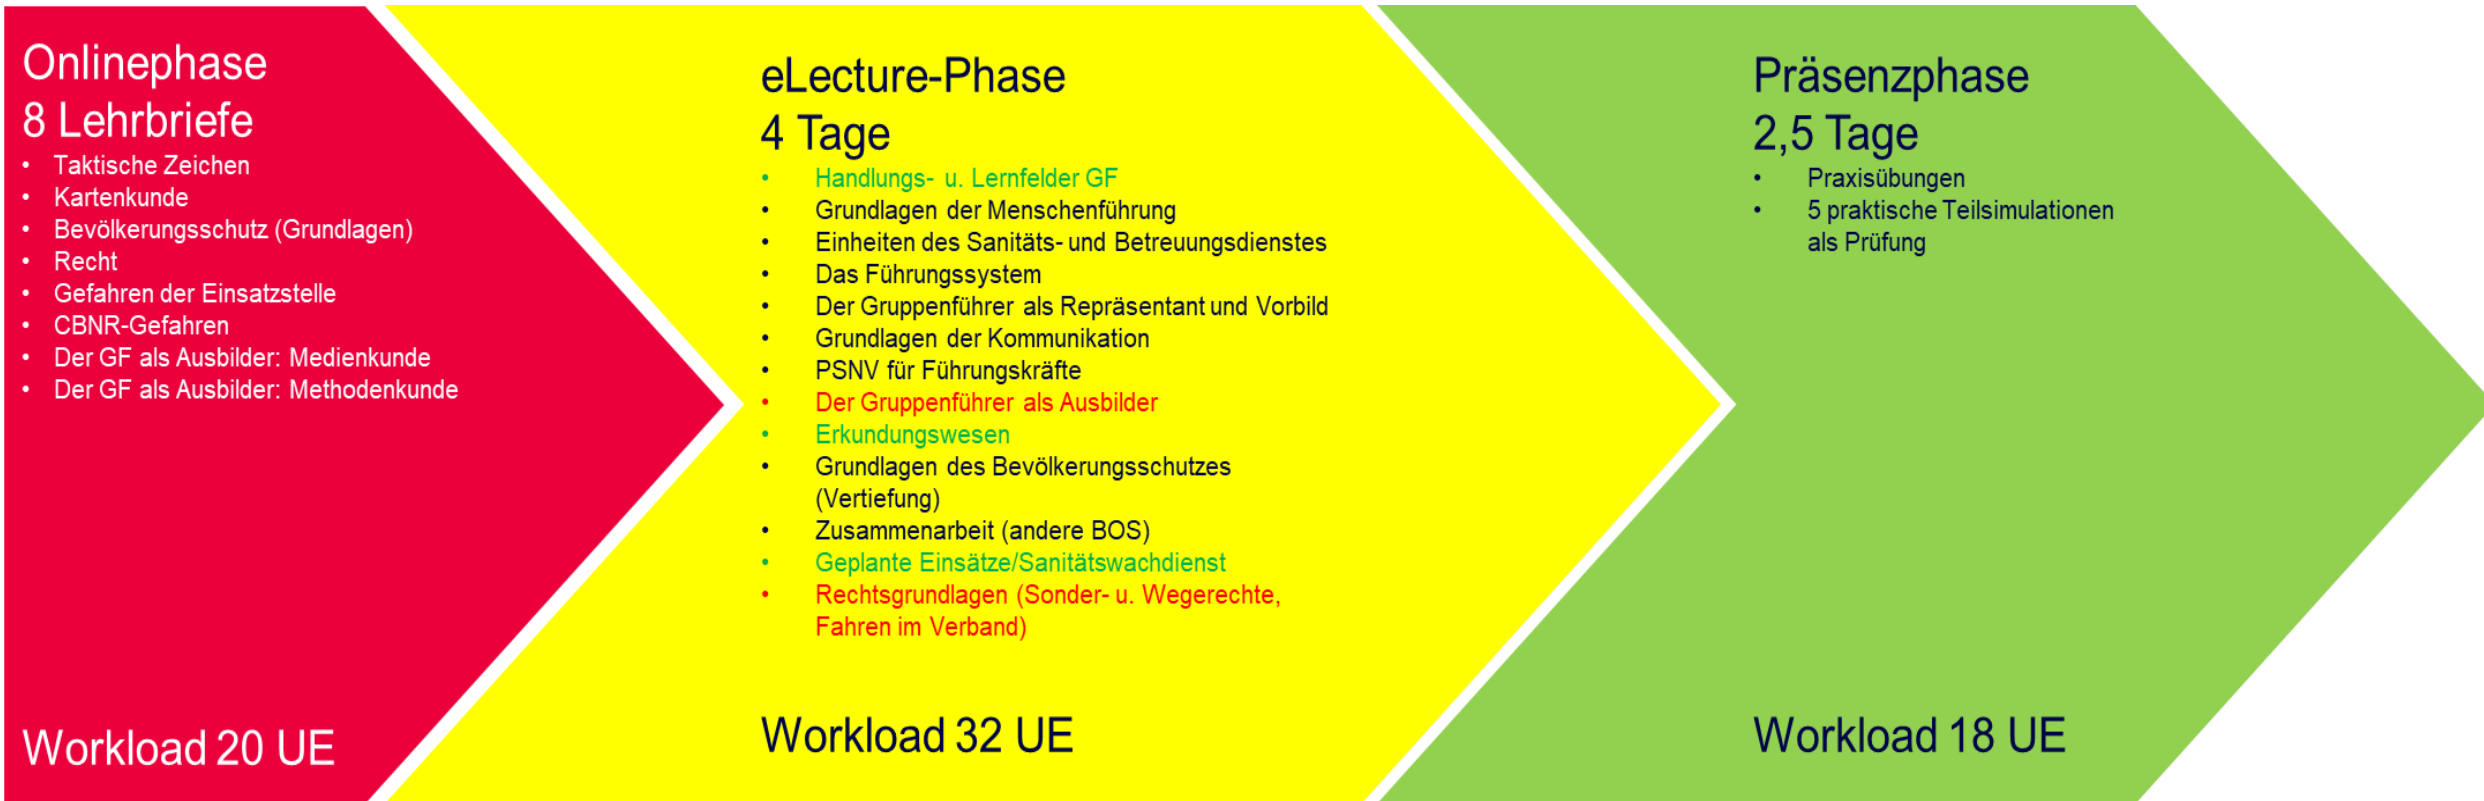 Onlinephase
8 Lehrbriefe
• Taktische Zeichen
• Kartenkunde
• Bevölkerungsschutz (Grundlagen)
• Recht
• Gefahren der Einsatzstelle
• CBNR-Gefahren
• Der GF als Ausbilder: Medienkunde
• Der GF als Ausbilder: Methodenkunde
Workload 20 UE
eLecture-Phase
4 Tage
• Handlungs- u. Lernfelder GF
• Grundlagen der Menschenführung
• Einheiten des Sanitäts- und Betreuungsdienstes
• Das Führungssystem
• Der Gruppenführer als Repräsentant und Vorbild
• Grundlagen der Kommunikation
• PSNV für Führungskräfte
• Der Gruppenführer als Ausbilder
• Erkundungswesen
• Grundlagen des Bevölkerungsschutzes
(Vertiefung)
• Zusammenarbeit (andere BOS)
• Geplante Einsätze/Sanitätswachdienst
• Rechtsgrundlagen (Sonder- u. Wegerechte,
Fahren im Verband)
Workload 32 UE
Präsenzphase
2,5 Tage
• Praxisübungen
• 5 praktische Teilsimulationen
als Prüfung
Workload 18 UE